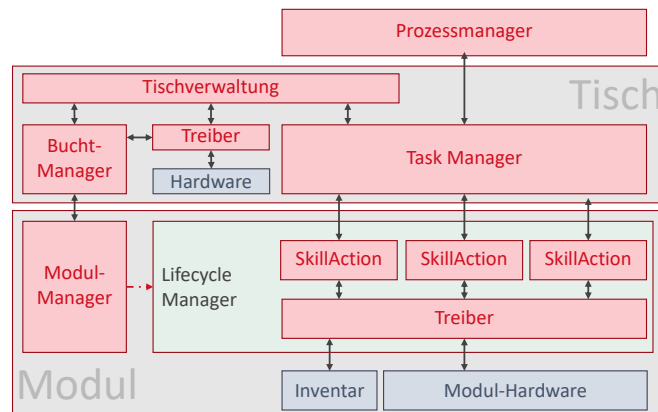 Prozessmanager
Tisch
Tischverwaltung
Bucht-
Manager
Treiber
Hardware
Task Manager
Modul-
Manager
Lifecycle
Manager
SkillAction
SkillAction
SkillAction
Treiber
Inventar
Modul-Hardware
Modul